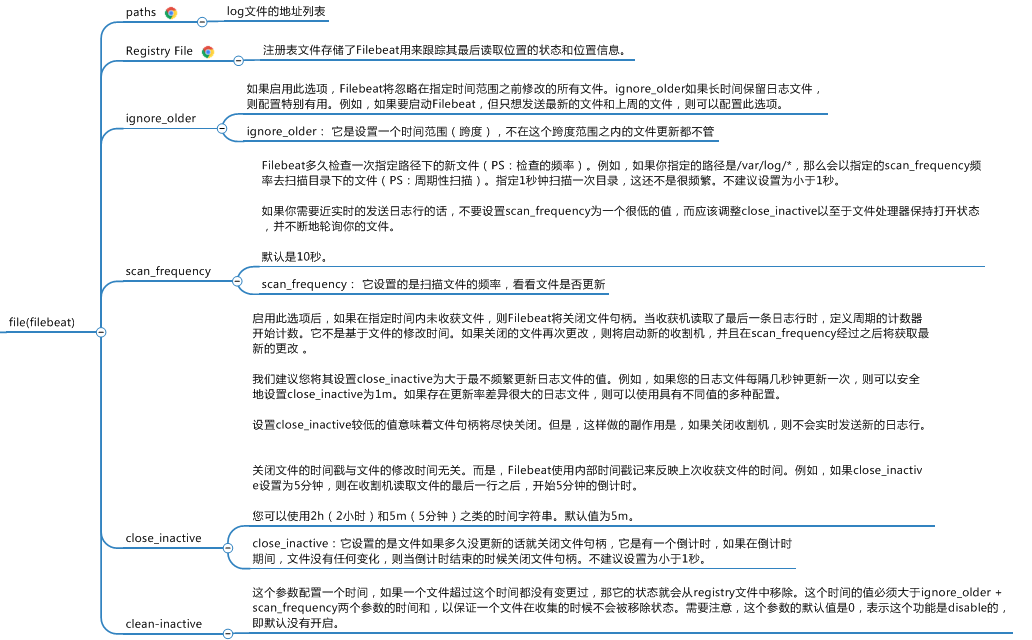 paths
log文件的地址列表
Registry File
注册表文件存储了Filebeat用来跟踪其最后读取位置的状态和位置信息。
ignore_older
如果启用此选项，Filebeat将忽略在指定时间范围之前修改的所有文件。ignore_older如果长时间保留日志文件，
则配置特别有用。例如，如果要启动Filebeat，但只想发送最新的文件和上周的文件，则可以配置此选项。
ignore_older： 它是设置一个时间范围（跨度），不在这个跨度范围之内的文件更新都不管
scan_frequency
Filebeat多久检查一次指定路径下的新文件（PS：检查的频率）。例如，如果你指定的路径是/var/log/*，那么会以指定的scan_frequency频
率去扫描目录下的文件（PS：周期性扫描）。指定1秒钟扫描一次目录，这还不是很频繁。不建议设置为小于1秒。
如果你需要近实时的发送日志行的话，不要设置scan_frequency为一个很低的值，而应该调整close_inactive以至于文件处理器保持打开状态
，并不断地轮询你的文件。
默认是10秒。
scan_frequency： 它设置的是扫描文件的频率，看看文件是否更新
file(filebeat)
启用此选项后，如果在指定时间内未收获文件，则Filebeat将关闭文件句柄。当收获机读取了最后一条日志行时，定义周期的计数器
开始计数。它不是基于文件的修改时间。如果关闭的文件再次更改，则将启动新的收割机，并且在scan_frequency经过之后将获取最
新的更改 。
我们建议您将其设置close_inactive为大于最不频繁更新日志文件的值。例如，如果您的日志文件每隔几秒钟更新一次，则可以安全
地设置close_inactive为1m。如果存在更新率差异很大的日志文件，则可以使用具有不同值的多种配置。
设置close_inactive较低的值意味着文件句柄将尽快关闭。但是，这样做的副作用是，如果关闭收割机，则不会实时发送新的日志行。
关闭文件的时间戳与文件的修改时间无关。而是，Filebeat使用内部时间戳记来反映上次收获文件的时间。例如，如果close_inactiv
e设置为5分钟，则在收割机读取文件的最后一行之后，开始5分钟的倒计时。
您可以使用2h（2小时）和5m（5分钟）之类的时间字符串。默认值为5m。
close_inactive
close_inactive：它设置的是文件如果多久没更新的话就关闭文件句柄，它是有一个倒计时，如果在倒计时
期间，文件没有任何变化，则当倒计时结束的时候关闭文件句柄。不建议设置为小于1秒。
clean-inactive
这个参数配置一个时间，如果一个文件超过这个时间都没有变更过，那它的状态就会从registry文件中移除。这个时间的值必须大于ignore_older +
scan_frequency两个参数的时间和，以保证一个文件在收集的时候不会被移除状态。需要注意，这个参数的默认值是0，表示这个功能是disable的，
即默认没有开启。